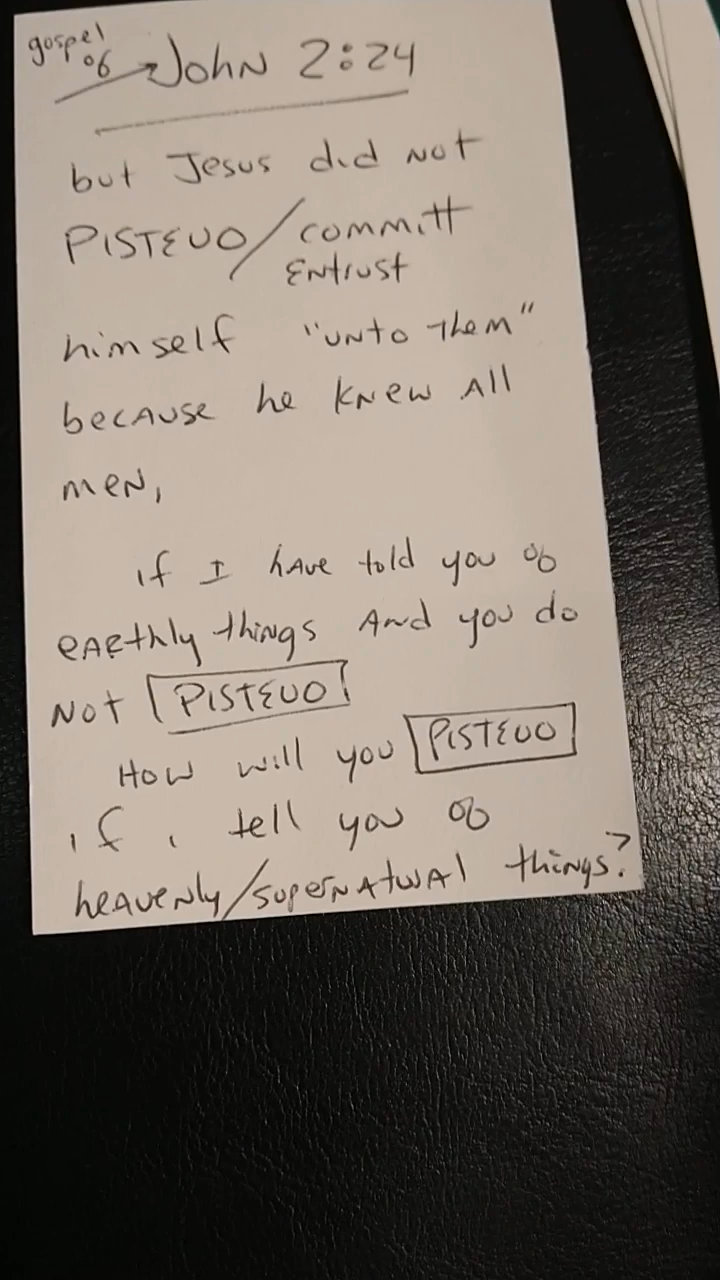 gospel
of
John 2:24
but Jesus did not
PISTEUO/committ
ENtrust
himself "unto them"
because he knew All
men,
if I have told you of
earthly things And you do
not PISTEUO
How will you PISTEUO
if i tell you of
heavenly/supernatural things?